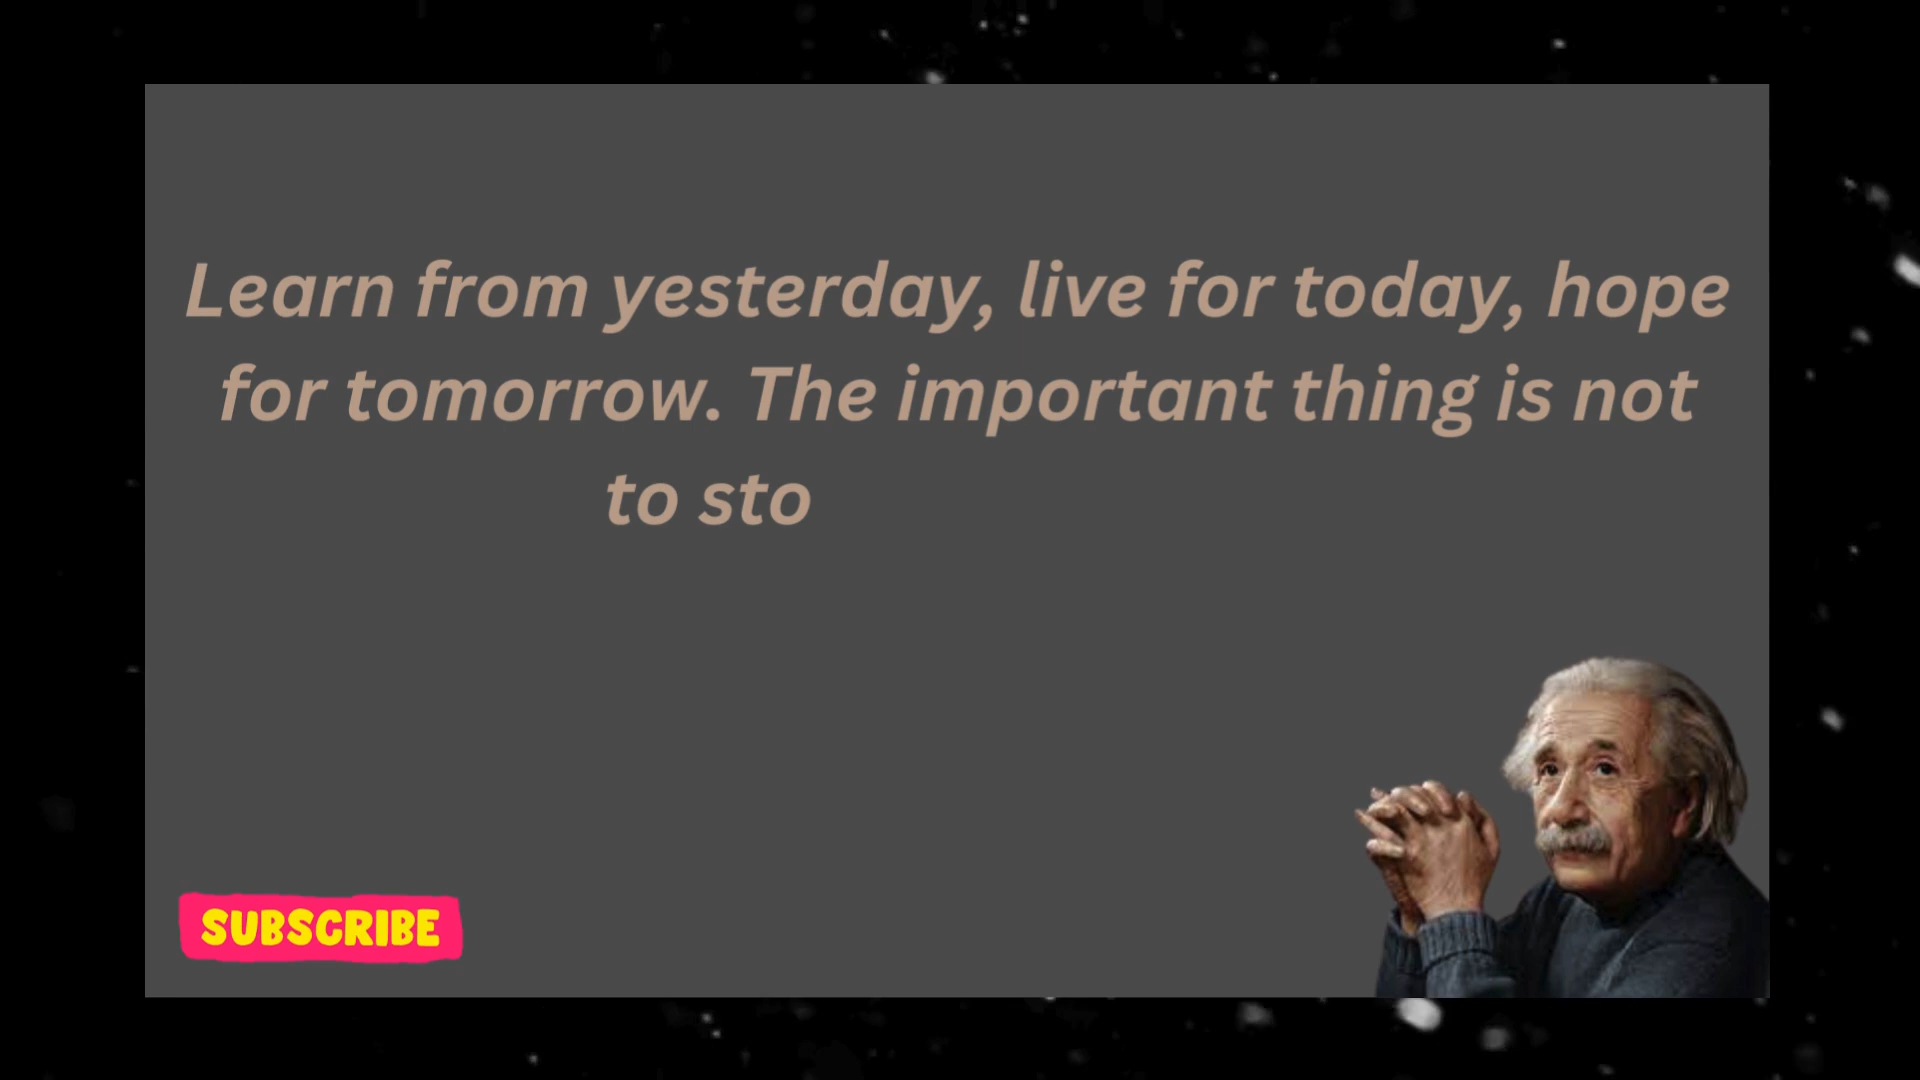 Learn from yesterday, live for today, hope
for tomorrow. The important thing is not
to sto
SUBSCRIBE